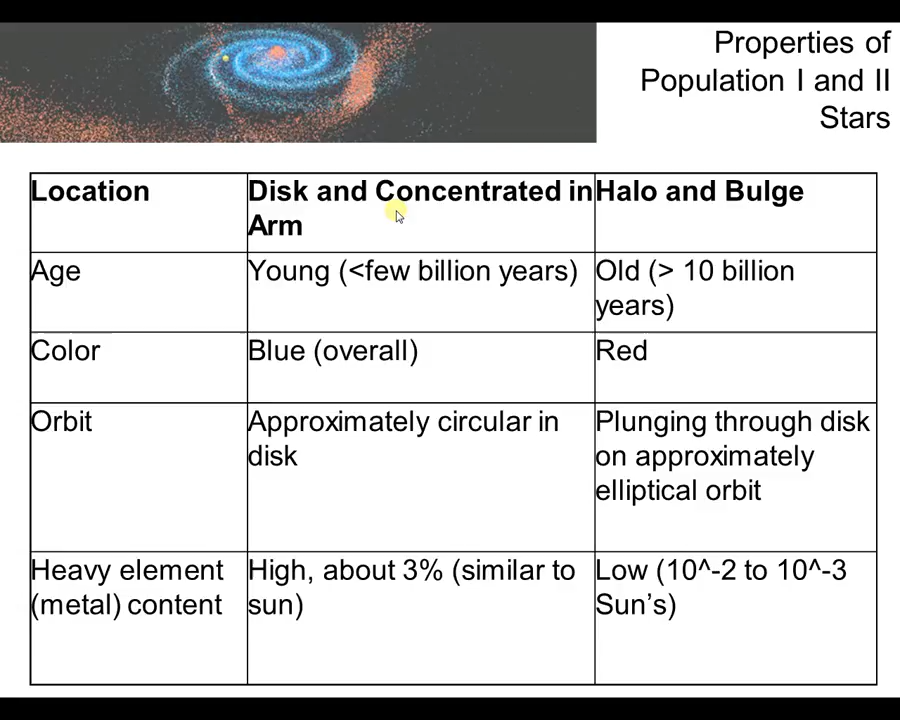 Properties of
Population I and II
Stars
Location
Disk and Concentrated in
Arm
Halo and Bulge
Age
Young (<few billion years)
Old (> 10 billion
years)
Color
Blue (overall)
Red
Orbit
Approximately circular in
disk
Plunging through disk
on approximately
elliptical orbit
Heavy element
(metal) content
High, about 3% (similar to
sun)
Low (10^-2 to 10^-3
Sun’s)